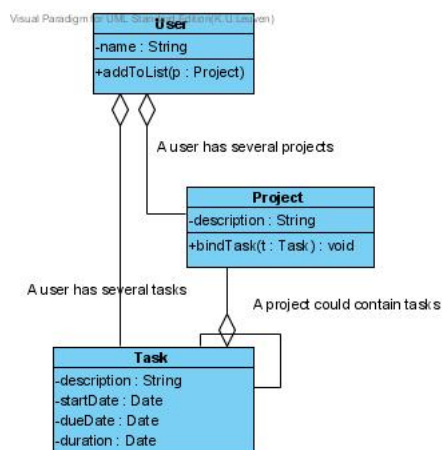 Visual Paradigm for UML Standard Edition(K.U.Leuven)
User
-name : String
+addToList(p : Project)
A user has several projects
Project
-description : String
+bindTask(t : Task) : void
A user has several tasks
A project could contain tasks
Task
-description : String
-startDate : Date
-dueDate : Date
-duration : Date